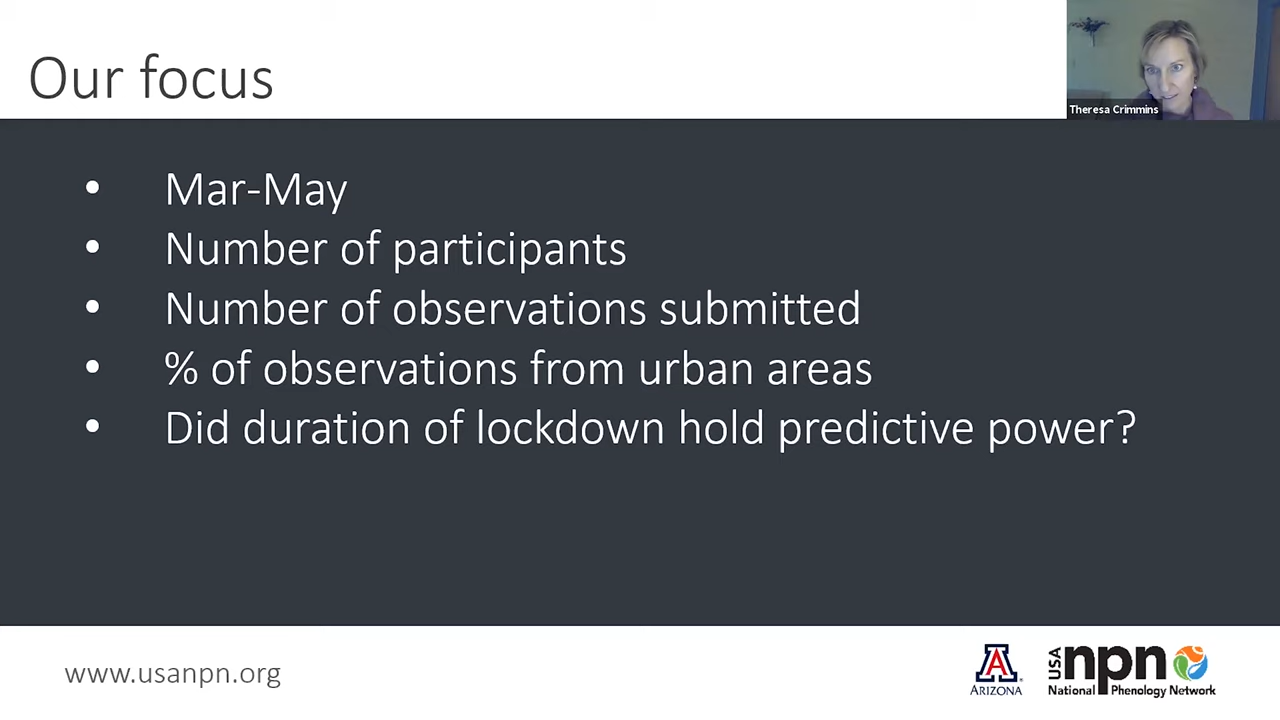 Our focus
Theresa Crimmins
• Mar-May
• Number of participants
• Number of observations submitted
• % of observations from urban areas
• Did duration of lockdown hold predictive power?
www.usanpn.org
A
ARIZONA
USA npn
National Phenology Network